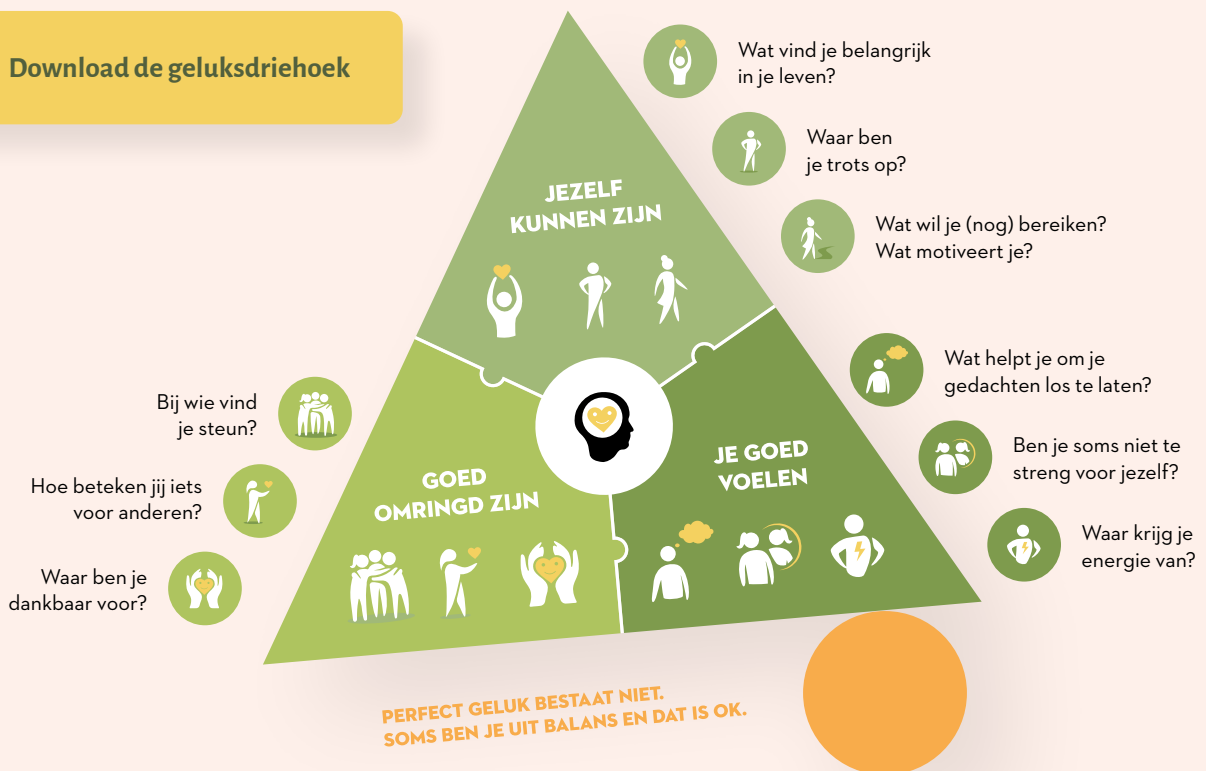 Download de geluksdriehoek
Wat vind je belangrijk
in je leven?
Waar ben
je trots op?
Wat wil je (nog) bereiken?
Wat motiveert je?
JEZELF
KUNNEN ZIJN
Wat helpt je om je
gedachten los te laten?
Ben je soms niet te
streng voor jezelf?
Waar krijg je
energie van?
JE GOED
VOELEN
Bij wie vind
je steun?
Hoe beteken jij iets
voor anderen?
Waar ben je
dankbaar voor?
GOED
OMRINGD ZIJN
PERFECT GELUK BESTAAT NIET.
SOMS BEN JE UIT BALANS EN DAT IS OK.